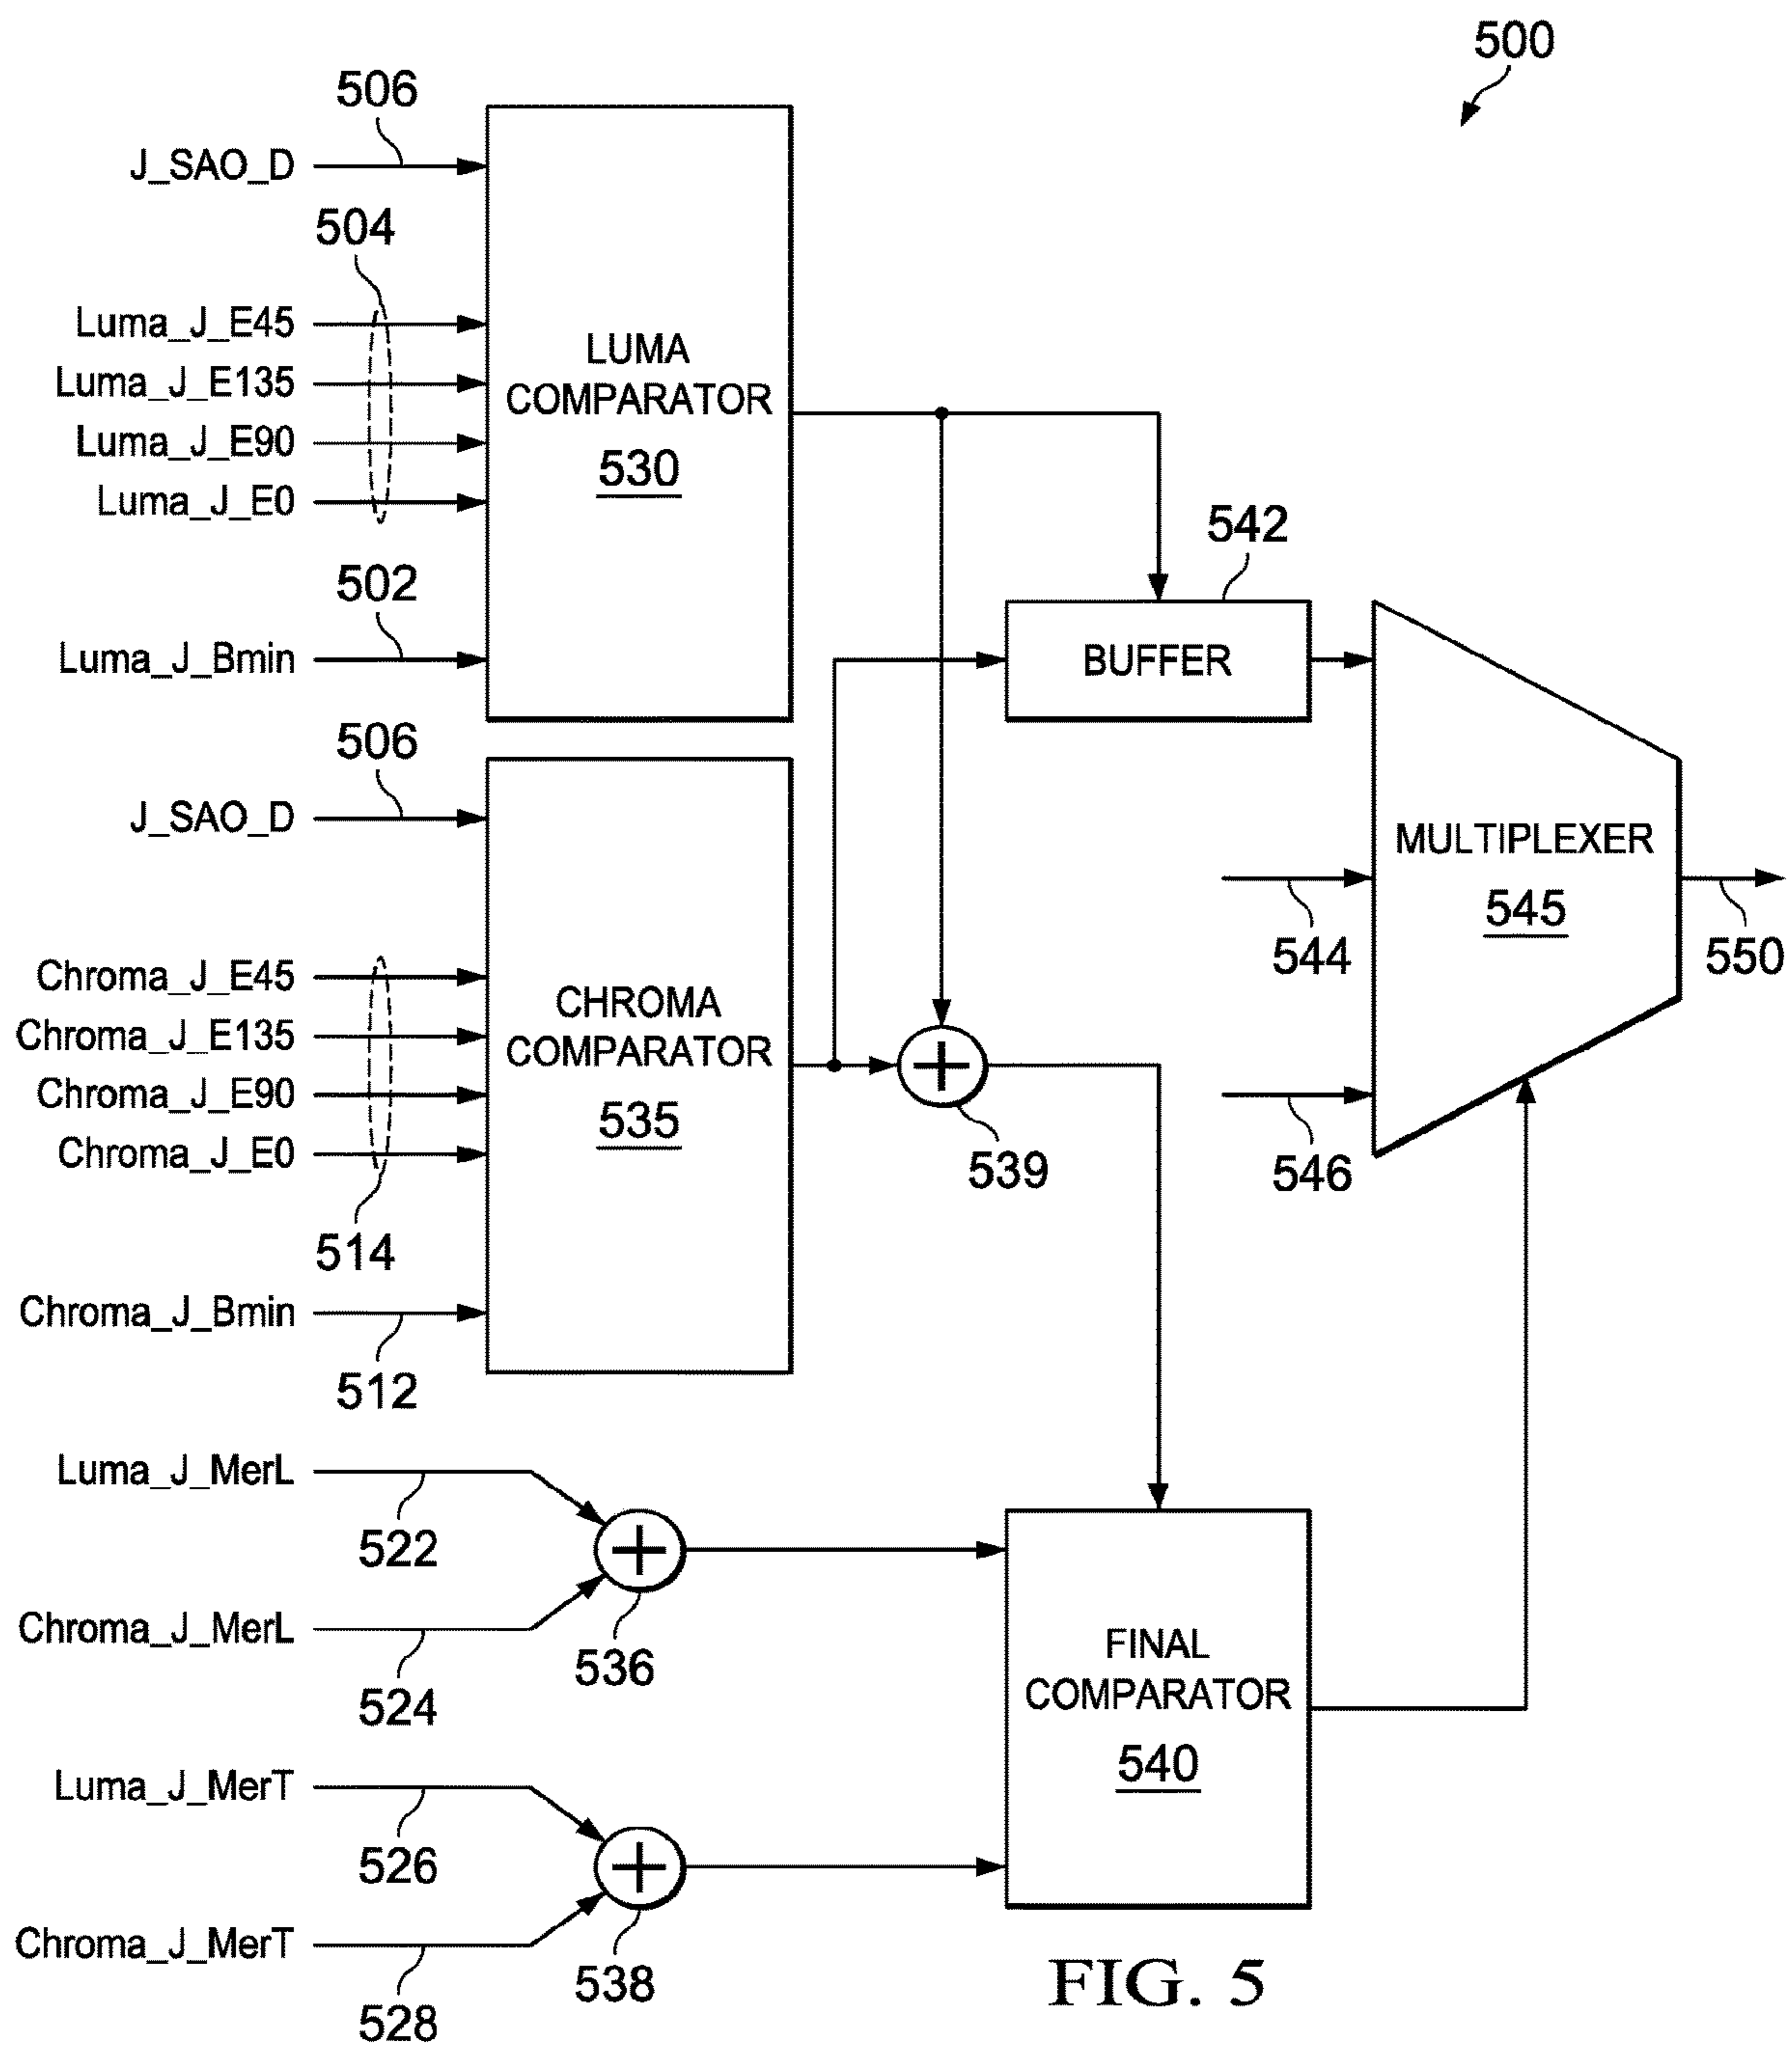 500
506
J_SAO_D
504
Luma_J_E45
Luma_J_E135
Luma_J_E90
Luma_J_E0
LUMA
COMPARATOR
530
502
Luma_J_Bmin
542
BUFFER
506
J_SAO_D
MULTIPLEXER
545
544
550
546
Chroma_J_E45
Chroma_J_E135
Chroma_J_E90
Chroma_J_E0
CHROMA
COMPARATOR
535
539
514
Chroma_J_Bmin
512
Luma_J_MerL
522
Chroma_J_MerL
524
536
Luma_J_MerT
526
Chroma_J_MerT
528
538
FINAL
COMPARATOR
540
FIG. 5